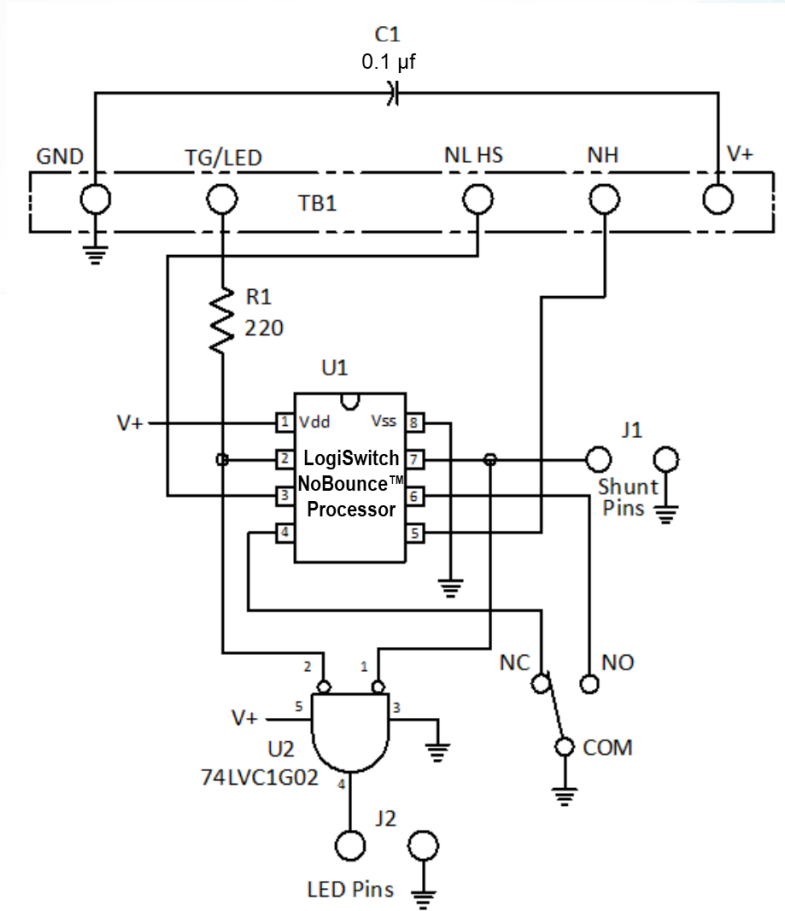 C1
0.1 µf
GND TG/LED NL HS NH V+
TB1
R1
220
U1
V+ 1 Vdd Vss 8
J1
2 LogiSwitch 7
Shunt
3 NoBounce™ 6
Pins
Processor
4 5
NC NO
2 1
V+ 5 3
U2 COM
74LVC1G02
4
J2
LED Pins